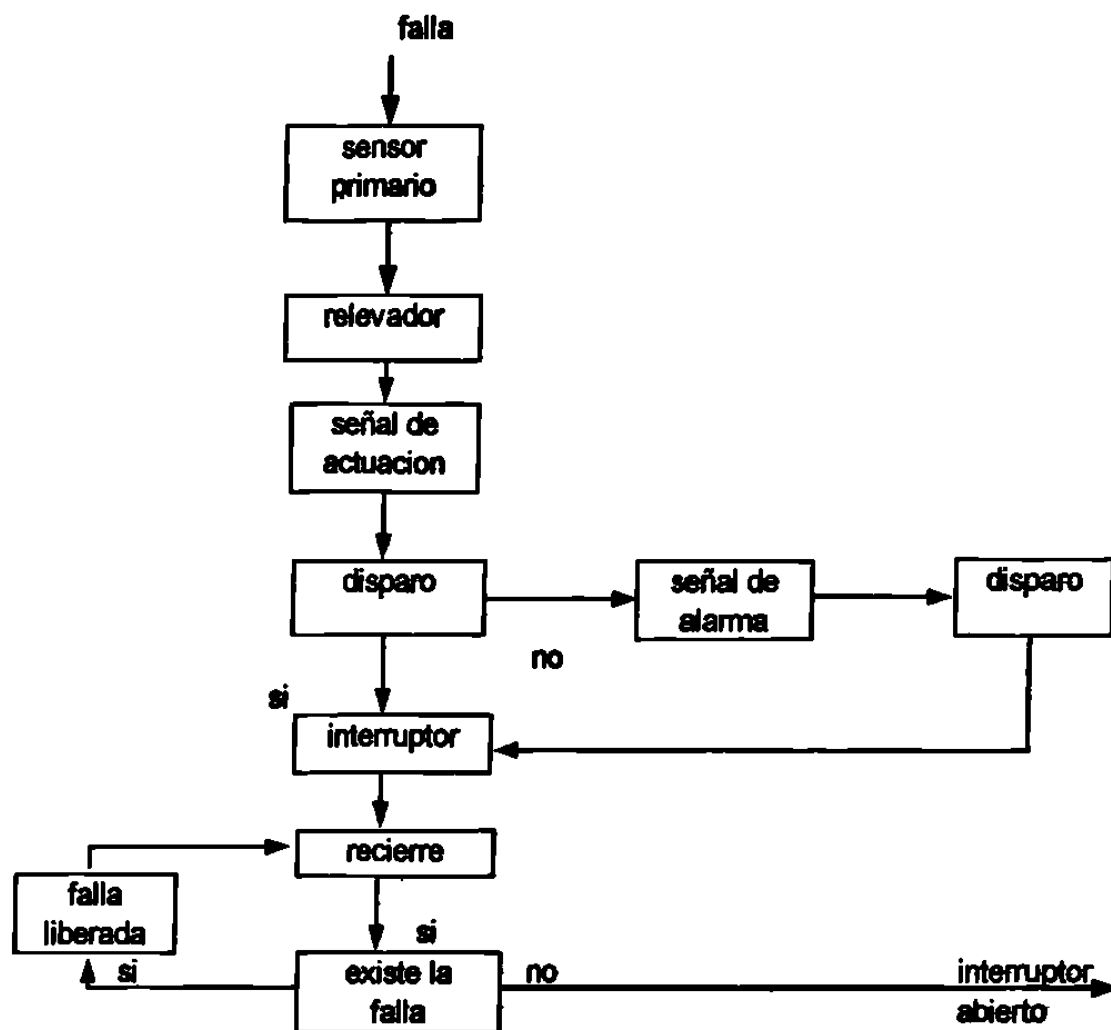 falla
sensor
primario
relevador
señal de
actuacion
disparo
señal de
alarma
disparo
no
si
interruptor
recierre
falla
liberada
si
si
existe la
falla
no
interruptor
abierto